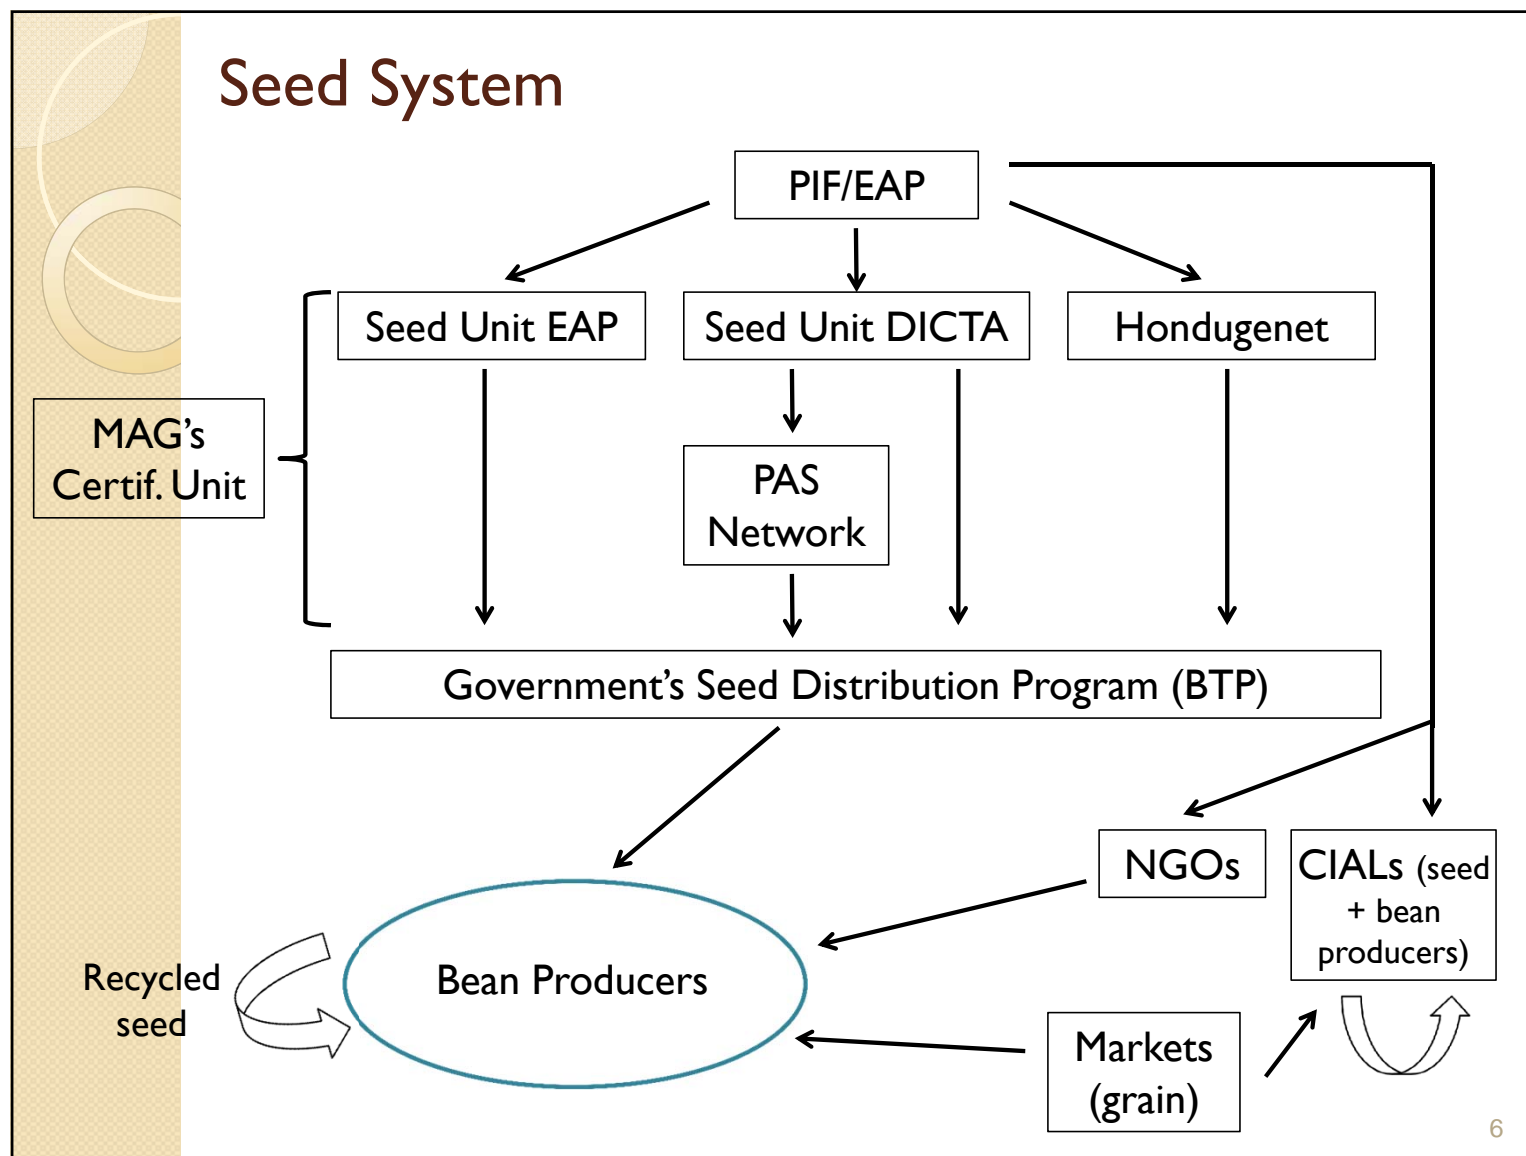 Seed System
PIF/EAP
Seed Unit EAP
Seed Unit DICTA
Hondugenet
MAG's
Certif. Unit
PAS
Network
Government's Seed Distribution Program (BTP)
NGOs
CIALs (seed
+ bean
producers)
Recycled
seed
Bean Producers
Markets
(grain)
6